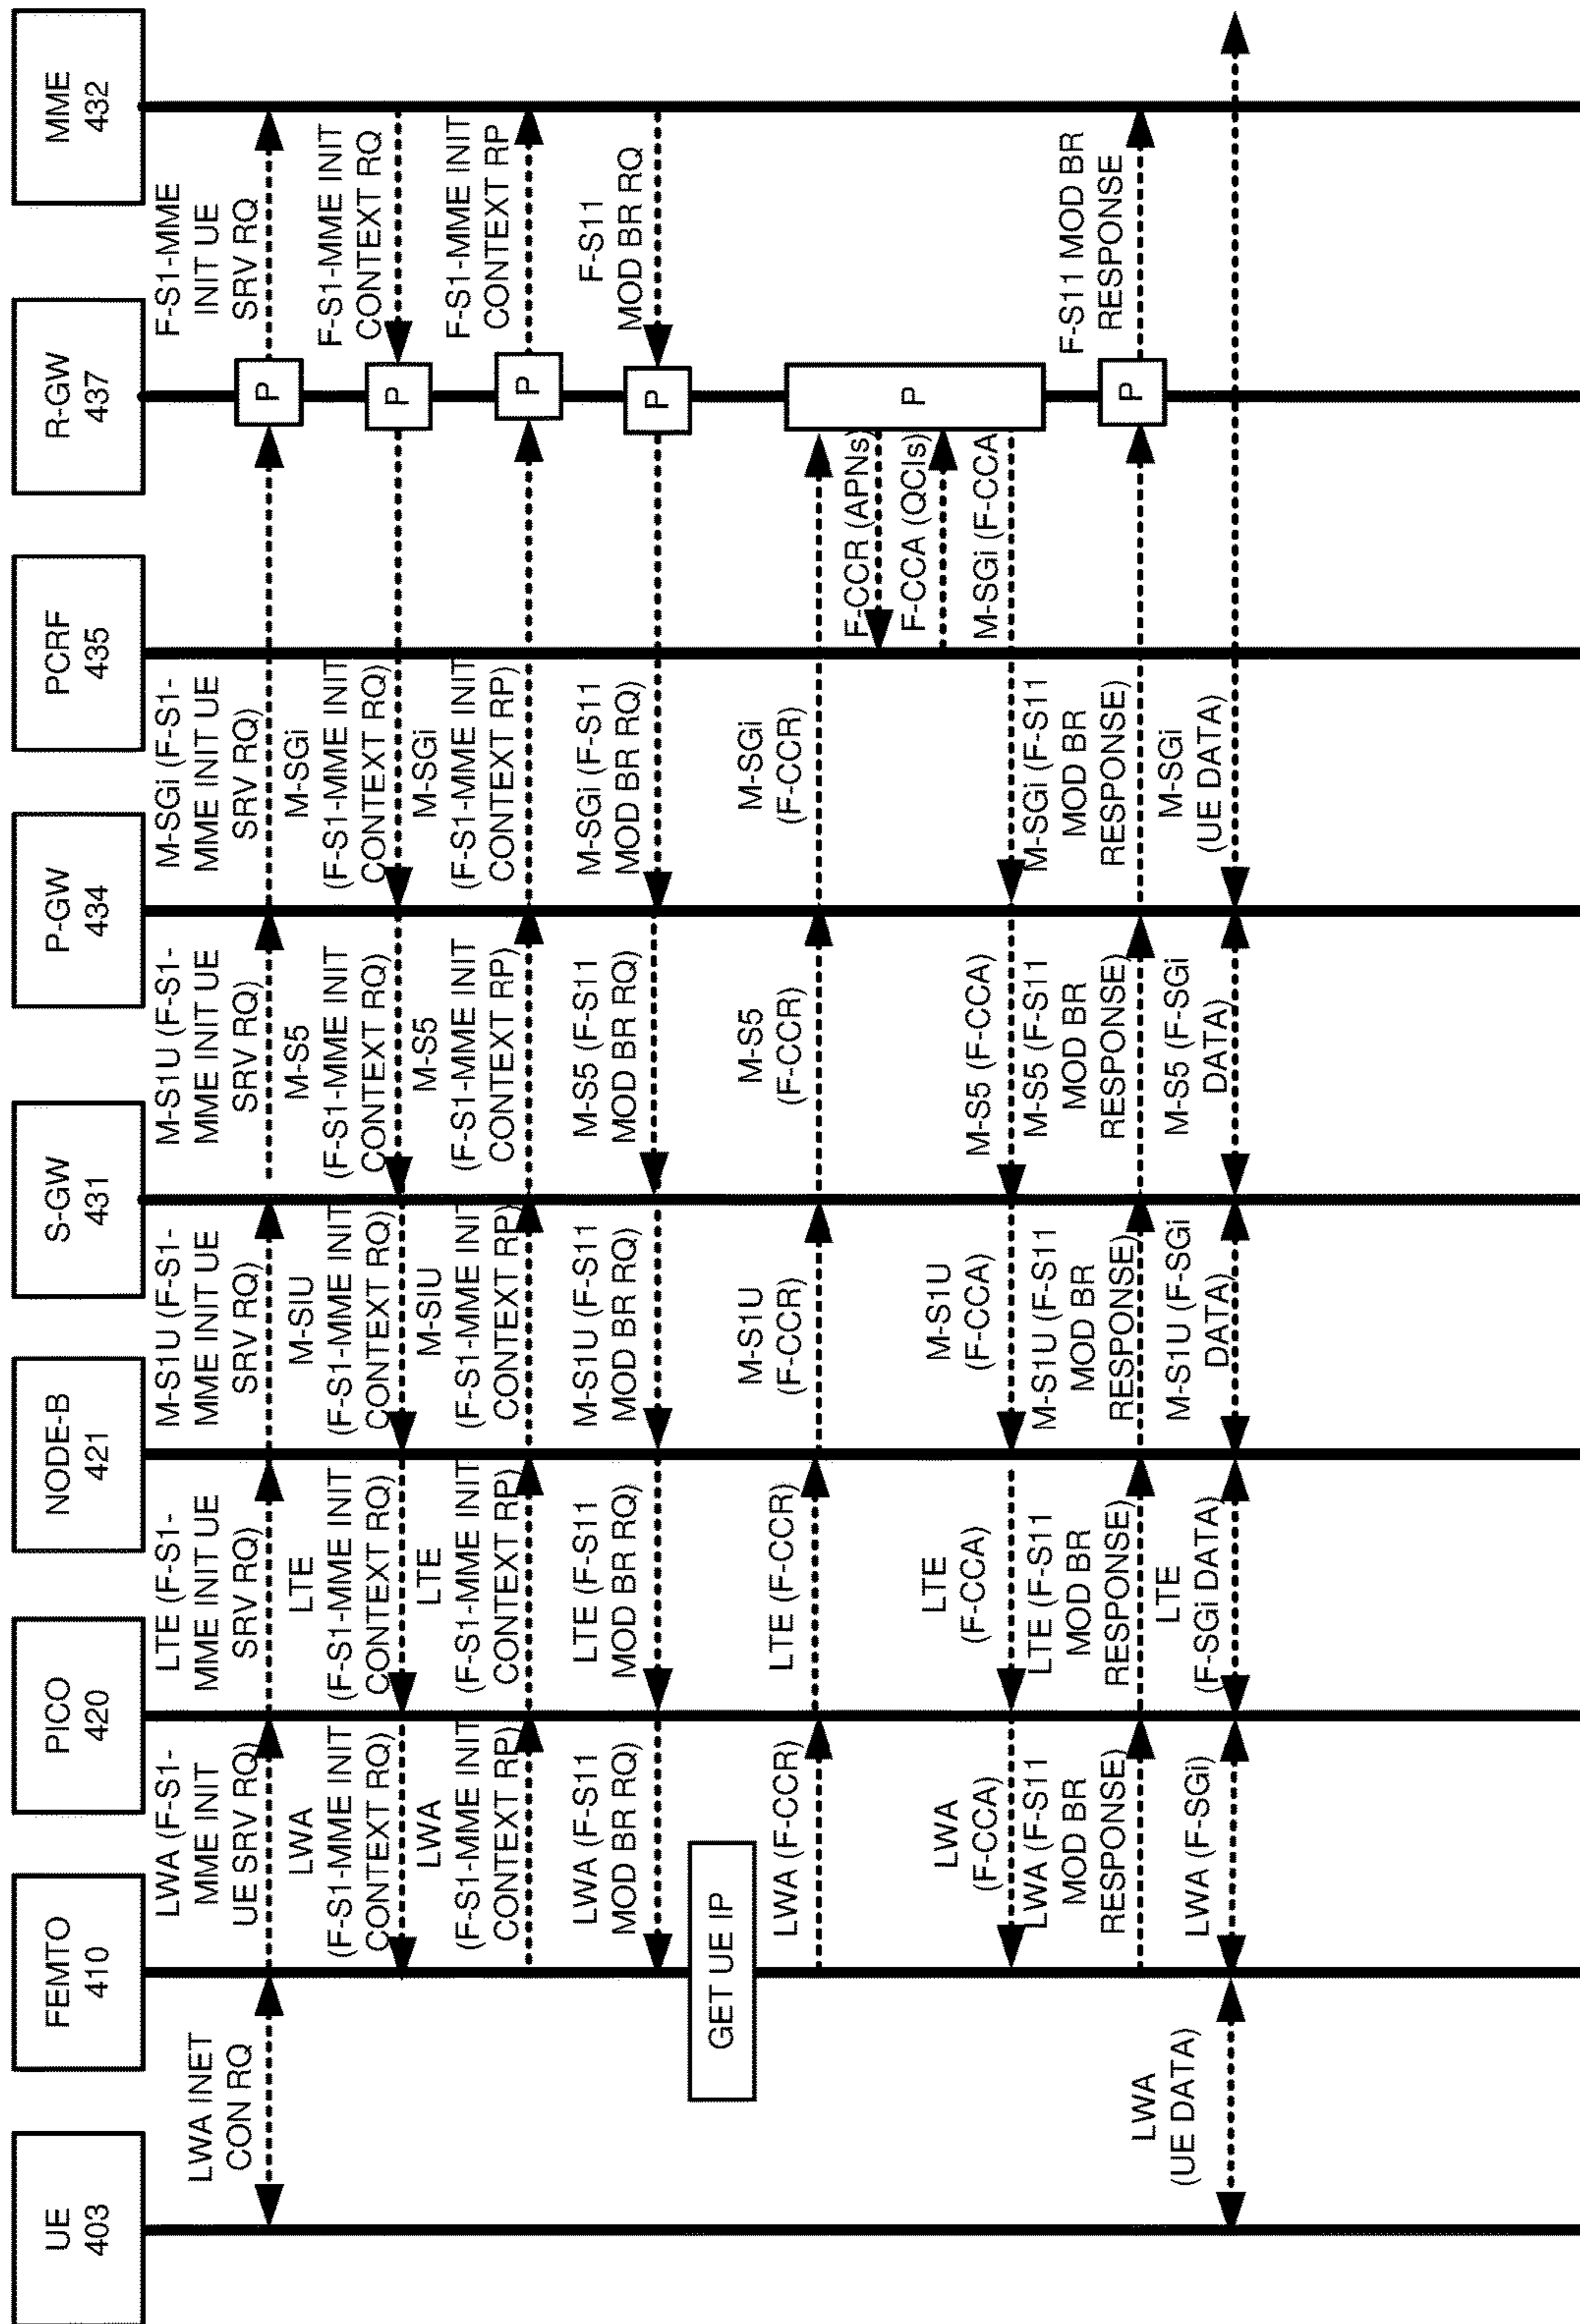 UE
403
FEMTO
410
PICO
420
NODE-B
421
S-GW
431
P-GW
434
PCRF
435
R-GW
437
MME
432
LWA INET
CON RQ
LWA (F-S1-
MME INIT
UE SRV RQ)
LTE (F-S1-
MME INIT UE
SRV RQ)
M-S1U (F-S1-
MME INIT UE
SRV RQ)
M-S1U (F-S1-
MME INIT UE
SRV RQ)
M-SGi (F-S1-
MME INIT UE
SRV RQ)
P
F-S1-MME
INIT UE
SRV RQ
LWA
(F-S1-MME INIT
CONTEXT RQ)
LTE
(F-S1-MME INIT
CONTEXT RQ)
M-SIU
(F-S1-MME INIT
CONTEXT RQ)
M-S5
(F-S1-MME INIT
CONTEXT RQ)
M-SGi
(F-S1-MME INIT
CONTEXT RQ)
P
F-S1-MME INIT
CONTEXT RQ
LWA
(F-S1-MME INIT
CONTEXT RP)
LTE
(F-S1-MME INIT
CONTEXT RP)
M-SIU
(F-S1-MME INIT
CONTEXT RP)
M-S5
(F-S1-MME INIT
CONTEXT RP)
M-SGi
(F-S1-MME INIT
CONTEXT RP)
P
F-S1-MME INIT
CONTEXT RP
LWA (F-S11
MOD BR RQ)
LTE (F-S11
MOD BR RQ)
M-S1U (F-S11
MOD BR RQ)
M-S5 (F-S11
MOD BR RQ)
M-SGi (F-S11
MOD BR RQ)
P
F-S11
MOD BR RQ
GET UE IP
LWA (F-CCR)
LTE (F-CCR)
M-S1U
(F-CCR)
M-S5
(F-CCR)
M-SGi
(F-CCR)
P
F-CCR (APNs)
F-CCA (QCIs)
M-SGi (F-CCA
LWA
(F-CCA)
LTE
(F-CCA)
M-S1U
(F-CCA)
M-S5 (F-CCA)
LWA (F-S11
MOD BR
RESPONSE)
LTE (F-S11
MOD BR
RESPONSE)
M-S1U (F-S11
MOD BR
RESPONSE)
M-S5 (F-S11
MOD BR
RESPONSE)
M-SGi (F-S11
MOD BR
RESPONSE)
P
F-S11 MOD BR
RESPONSE
LWA
(UE DATA)
LWA (F-SGi)
LTE
(F-SGi DATA)
M-S1U (F-SGi
DATA)
M-S5 (F-SGi
DATA)
M-SGi
(UE DATA)